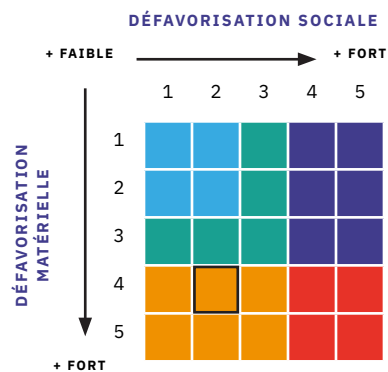 DÉFAVORISATION SOCIALE
+ FAIBLE
+ FORT
1 2 3 4 5
DÉFAVORISATION
MATÉRIELLE
1
2
3
4
5
+ FORT